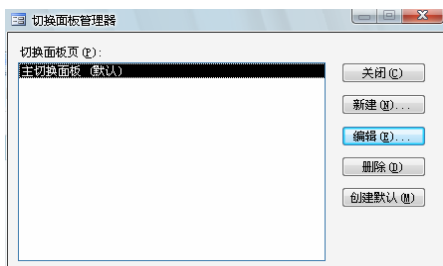 切换面板管理器
切换面板页(P):
主切换面板 (默认)
关闭(C)
新建(N)...
编辑(E)...
删除(D)
创建默认(M)